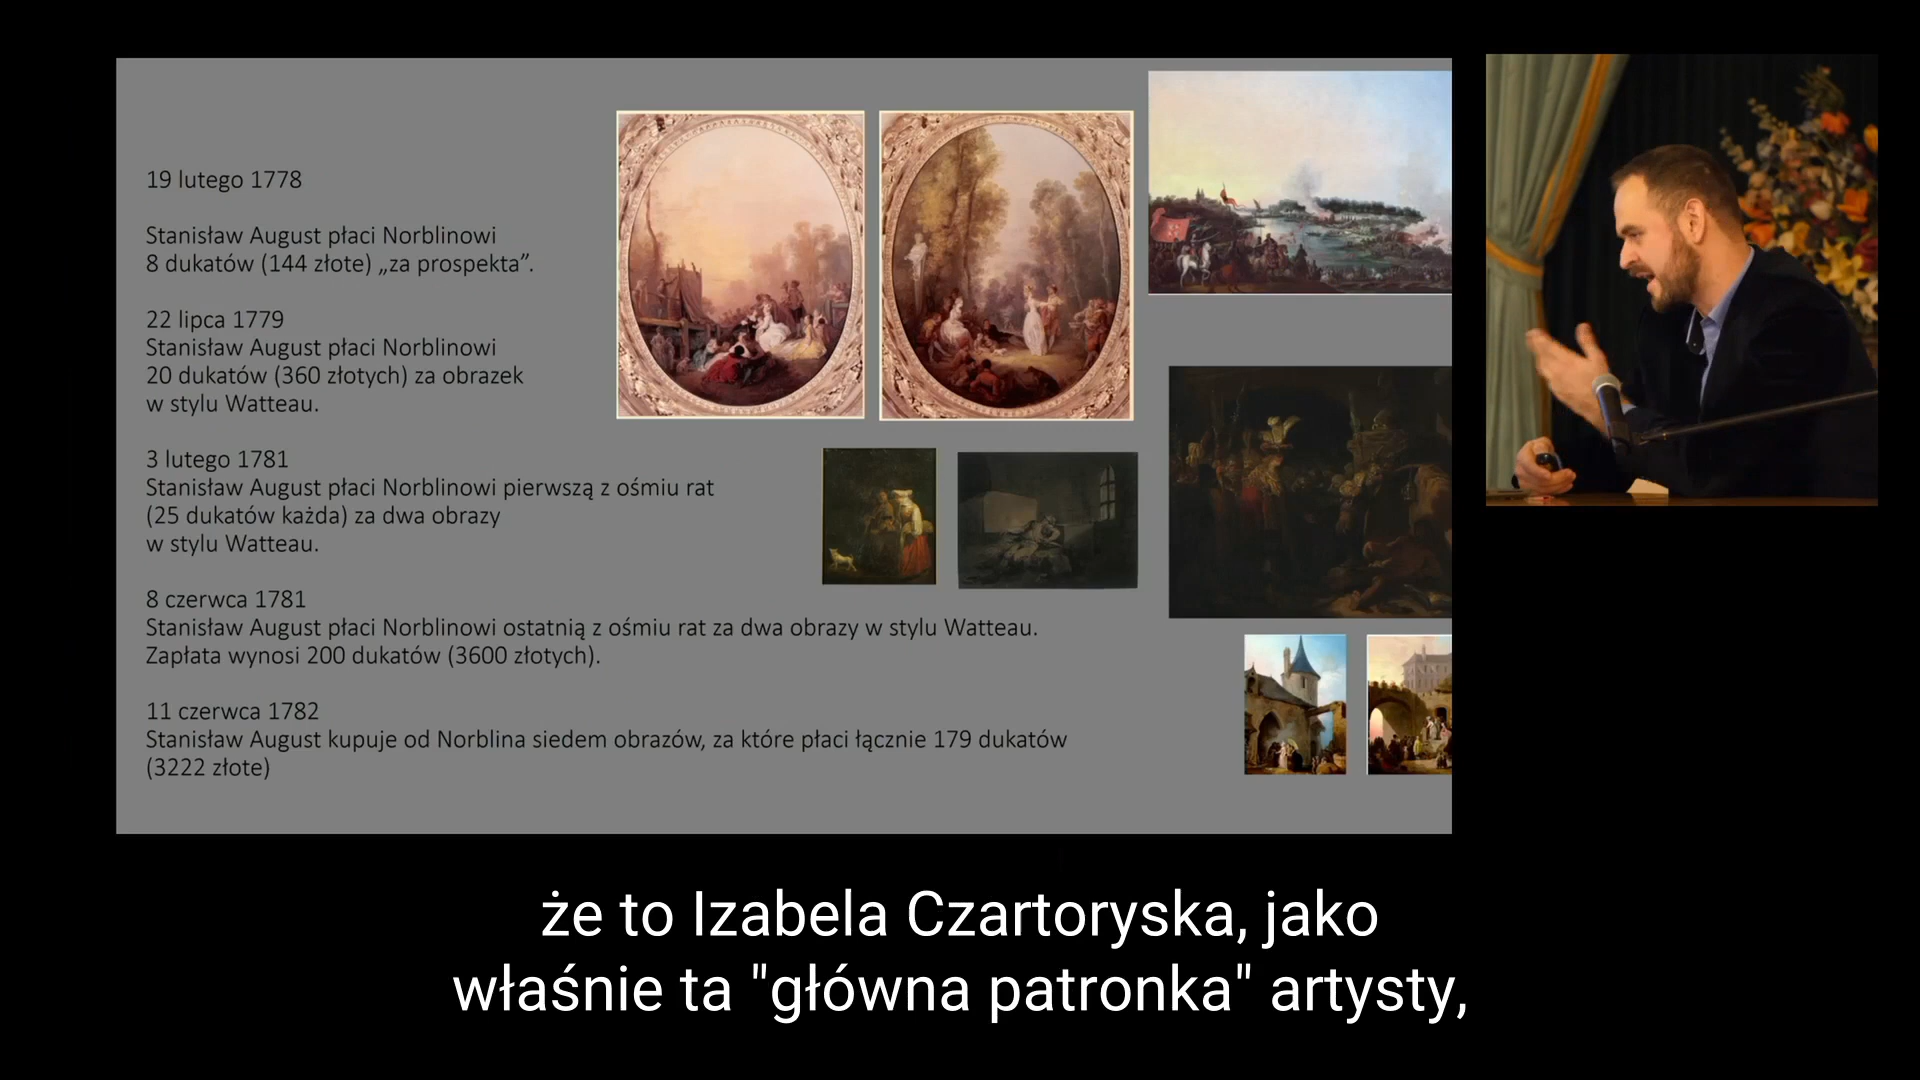 19 lutego 1778
Stanisław August płaci Norblinowi
8 dukatów (144 złote) „za prospekta”.
22 lipca 1779
Stanisław August płaci Norblinowi
20 dukatów (360 złotych) za obrazek
w stylu Watteau.
3 lutego 1781
Stanisław August płaci Norblinowi pierwszą z ośmiu rat
(25 dukatów każda) za dwa obrazy
w stylu Watteau.
8 czerwca 1781
Stanisław August płaci Norblinowi ostatnią z ośmiu rat za dwa obrazy w stylu Watteau.
Zapłata wynosi 200 dukatów (3600 złotych).
11 czerwca 1782
Stanisław August kupuje od Norblina siedem obrazów, za które płaci łącznie 179 dukatów
(3222 złote)
że to Izabela Czartoryska, jako
właśnie ta "główna patronka" artysty,